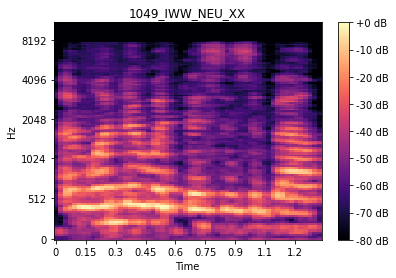 1049_IWW_NEU_XX
+0 dB
8192
-10 dB
4096
-20 dB
-30 dB
2048
Hz
-40 dB
1024
-50 dB
512
-60 dB
-70 dB
0
-80 dB
0 0.15 0.3 0.45 0.6 0.75 0.9 1.05 1.2
Time